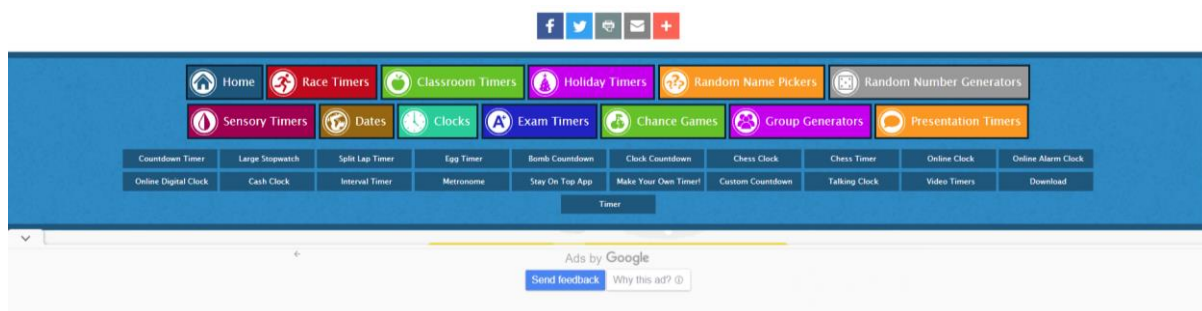 Home Race Timers Classroom Timers Holiday Timers Random Name Pickers Random Number Generators
Sensory Timers Dates Clocks Exam Timers Chance Games Group Generators Presentation Timers
Countdown Timer Large Stopwatch Split Lap Timer Egg Timer Bomb Countdown Clock Countdown Chess Clock Chess Timer Online Clock Online Alarm Clock
Online Digital Clock Cash Clock Interval Timer Metronome Stay On Top App Make Your Own Timer! Custom Countdown Talking Clock Video Timers Download
Timer
Ads by Google
Send feedback Why this ad?